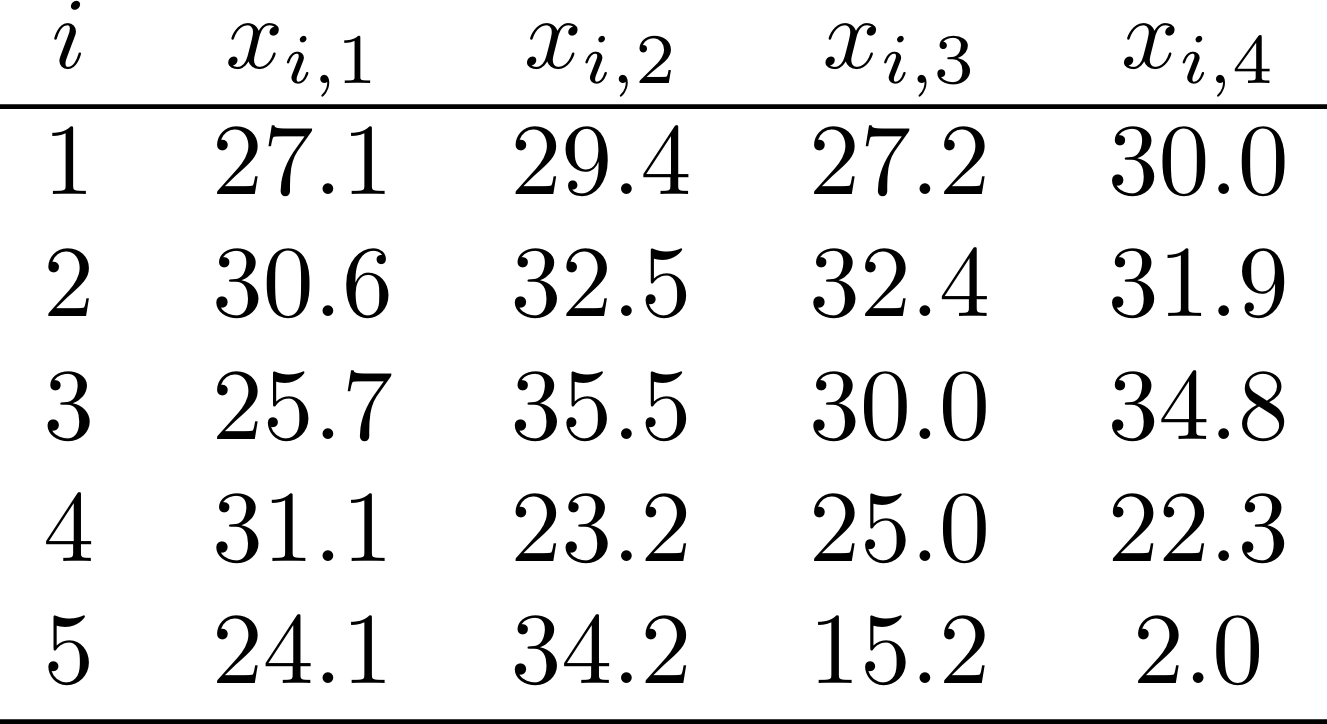 i x_{i,1} x_{i,2} x_{i,3} x_{i,4}
1 27.1 29.4 27.2 30.0
2 30.6 32.5 32.4 31.9
3 25.7 35.5 30.0 34.8
4 31.1 23.2 25.0 22.3
5 24.1 34.2 15.2 2.0